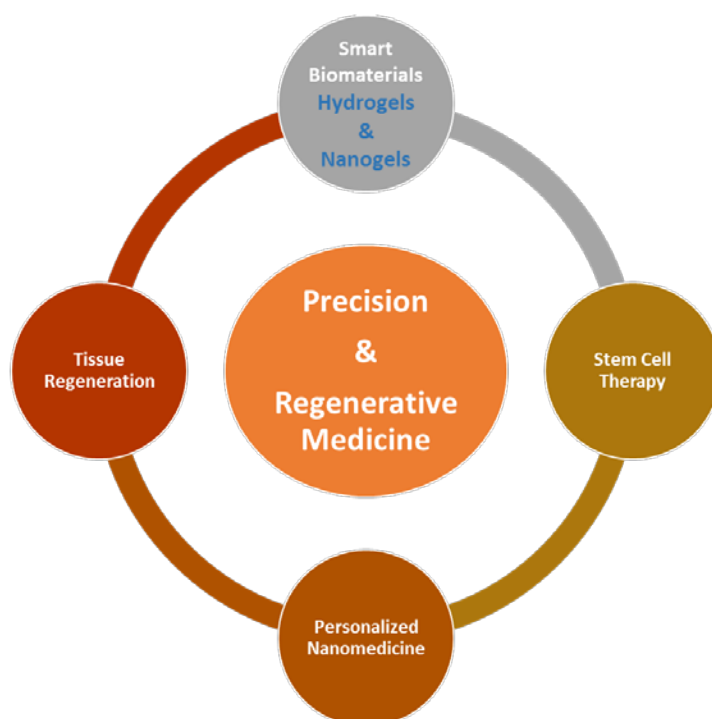 Smart
Biomaterials
Hydrogels
&
Nanogels
Precision
&
Regenerative
Medicine
Tissue
Regeneration
Stem Cell
Therapy
Personalized
Nanomedicine